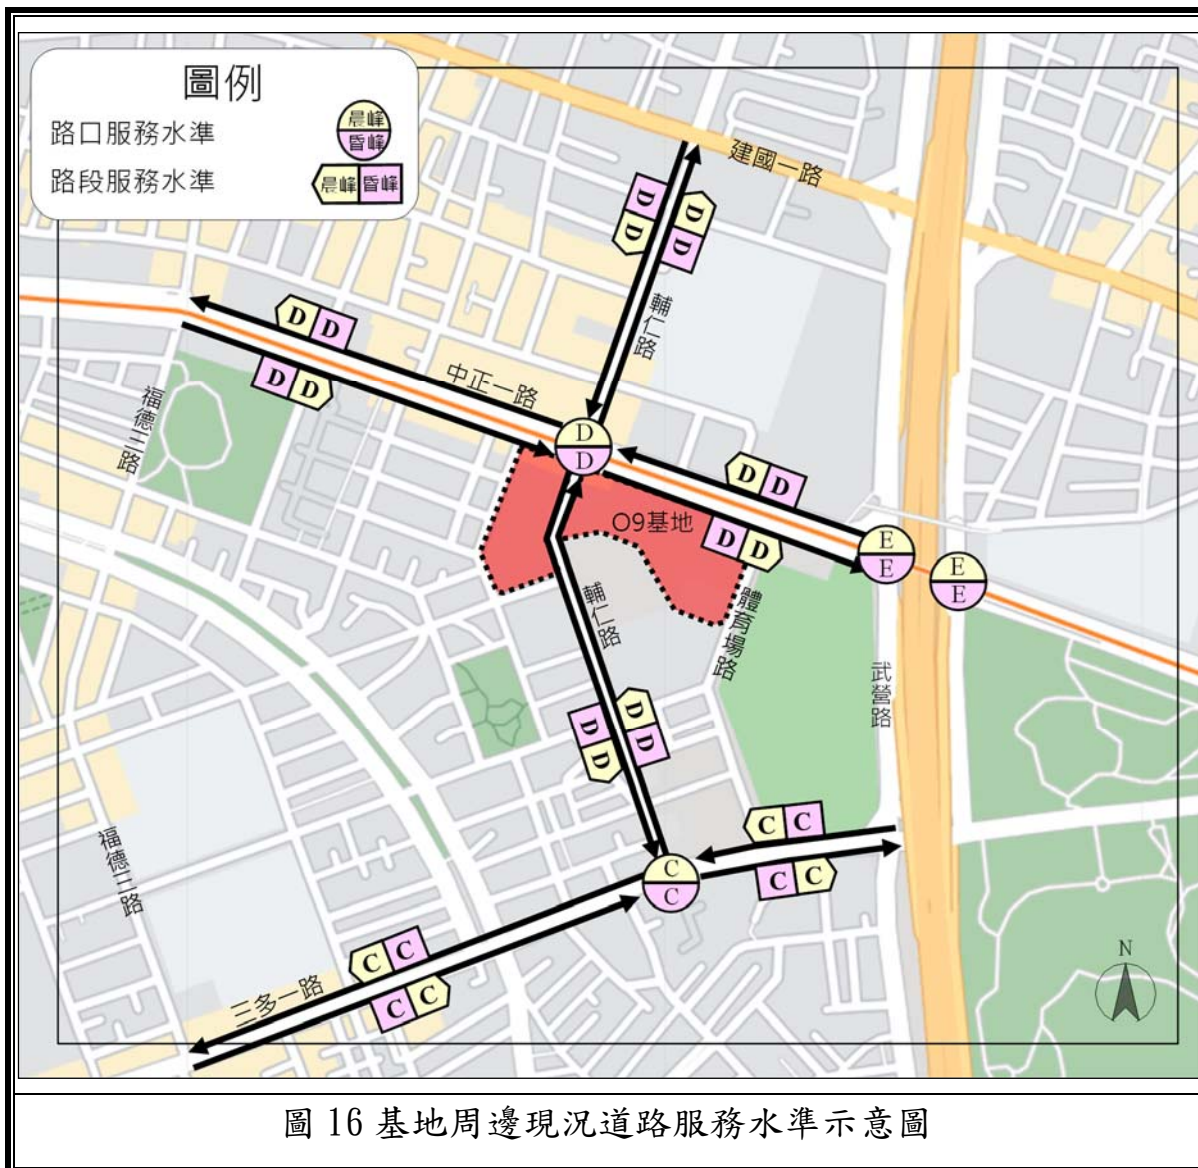 圖例
路口服務水準
晨峰
昏峰
路段服務水準
晨峰 昏峰
建國一路
D D
D D
輔仁路
D D
中正一路
D D
福德三路
D
D
D D
O9基地
D D
E
E
E
E
輔仁路
體育場路
武營路
D D
D D
C C
福德三路
C
C
C C
C C
三多一路
C C
N
圖 16 基地周邊現況道路服務水準示意圖